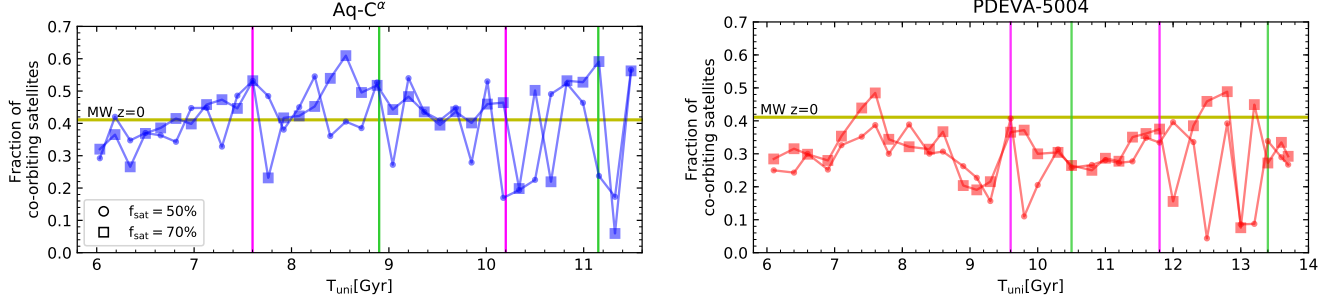 Aq-C^α
Fraction of
co-orbiting satellites
0.7
0.6
0.5
0.4
0.3
0.2
0.1
0.0
MW z=0
f_sat = 50%
f_sat = 70%
6 7 8 9 10 11
T_uni[Gyr]
PDEVA-5004
Fraction of
co-orbiting satellites
0.7
0.6
0.5
0.4
0.3
0.2
0.1
0.0
MW z=0
6 7 8 9 10 11 12 13 14
T_uni[Gyr]